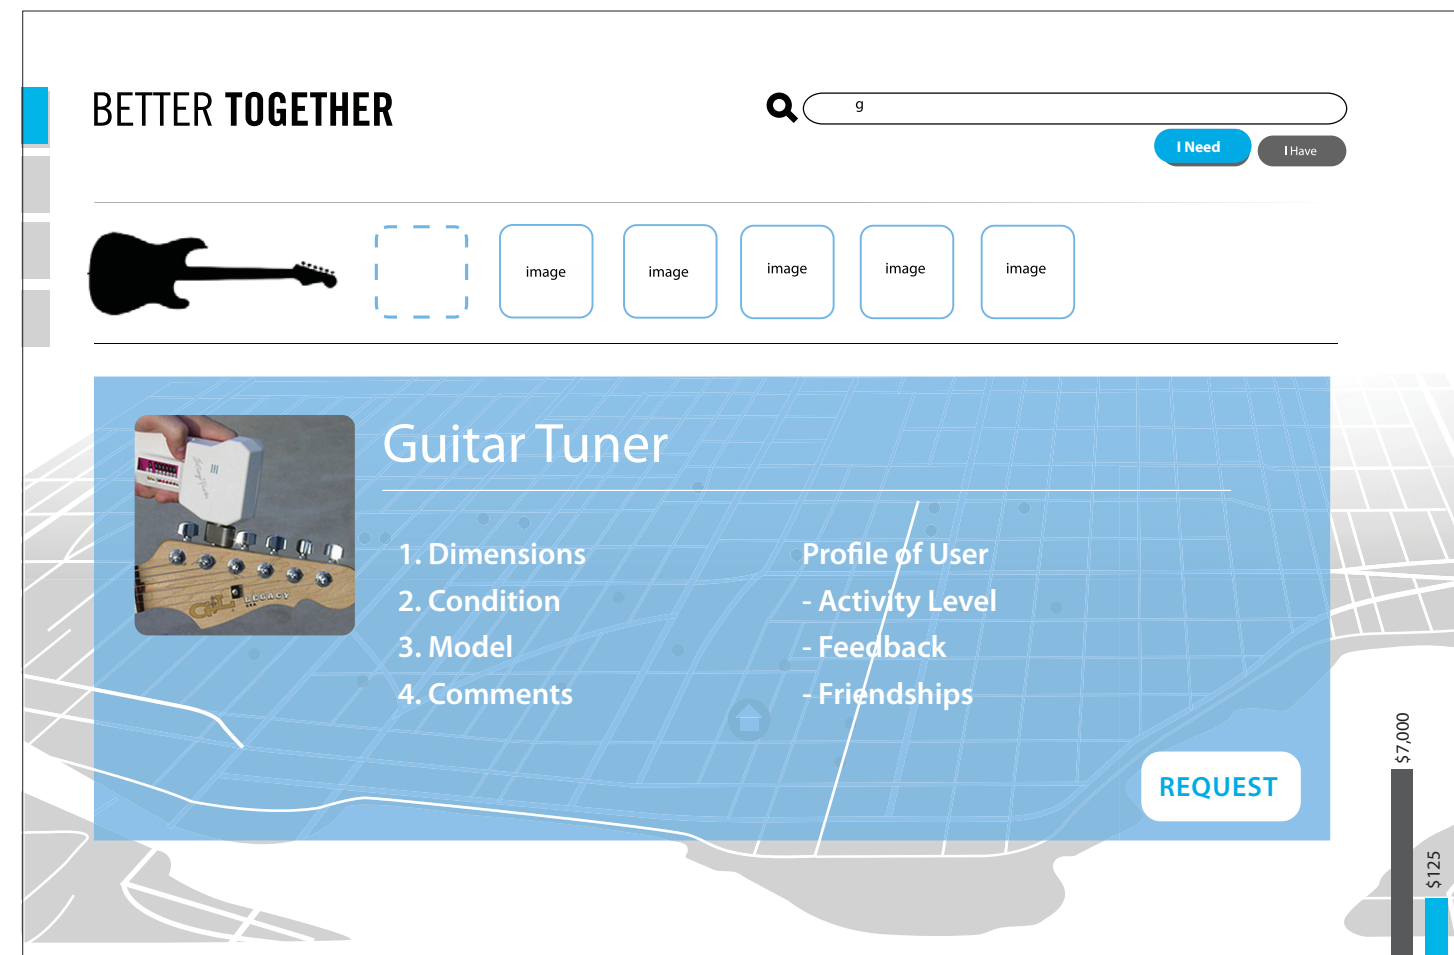 BETTER TOGETHER
g
I Need
I Have
image
image
image
image
image
Guitar Tuner
1. Dimensions
2. Condition
3. Model
4. Comments
Profile of User
- Activity Level
- Feedback
- Friendships
LEGACY
REQUEST
$7,000
$125